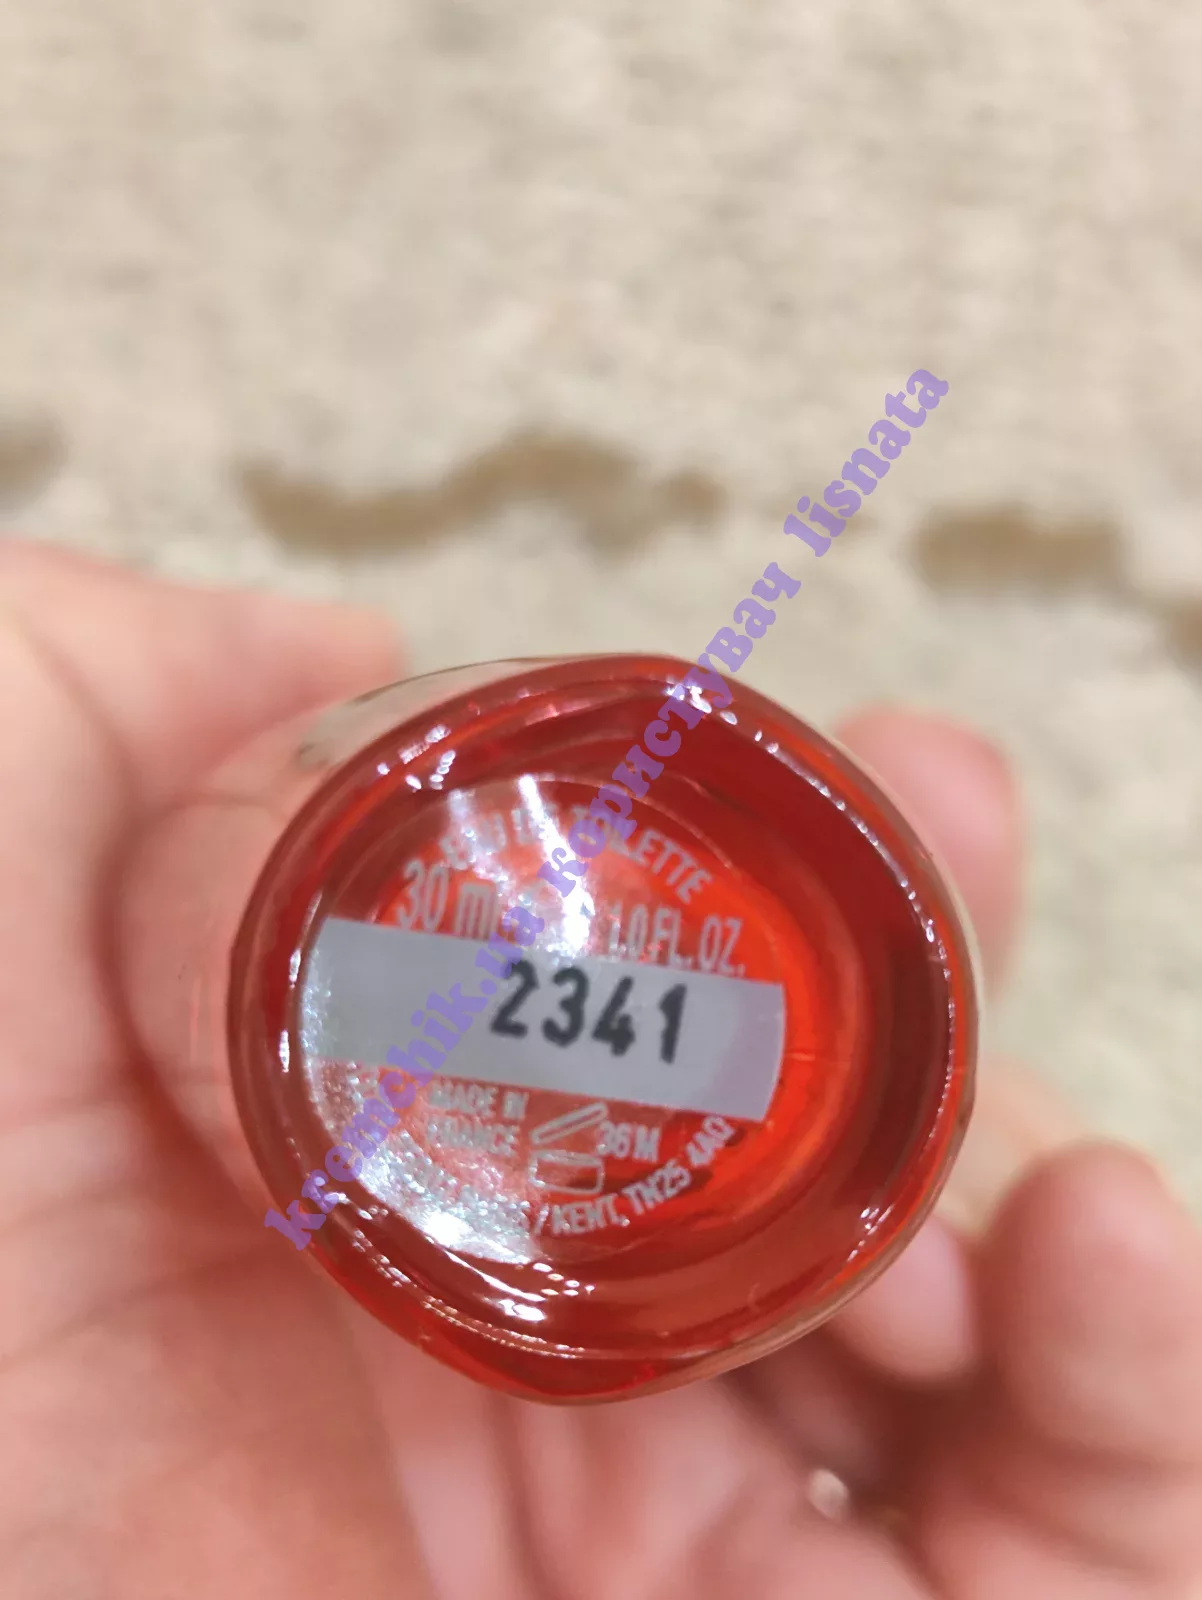 EAU DE TOILETTE
30 ml 1.0 FL. OZ.
2341
MADE IN
FRANCE
36 M
/ KENT, TN25 4AQ
kremchik.ua користувач lisnata